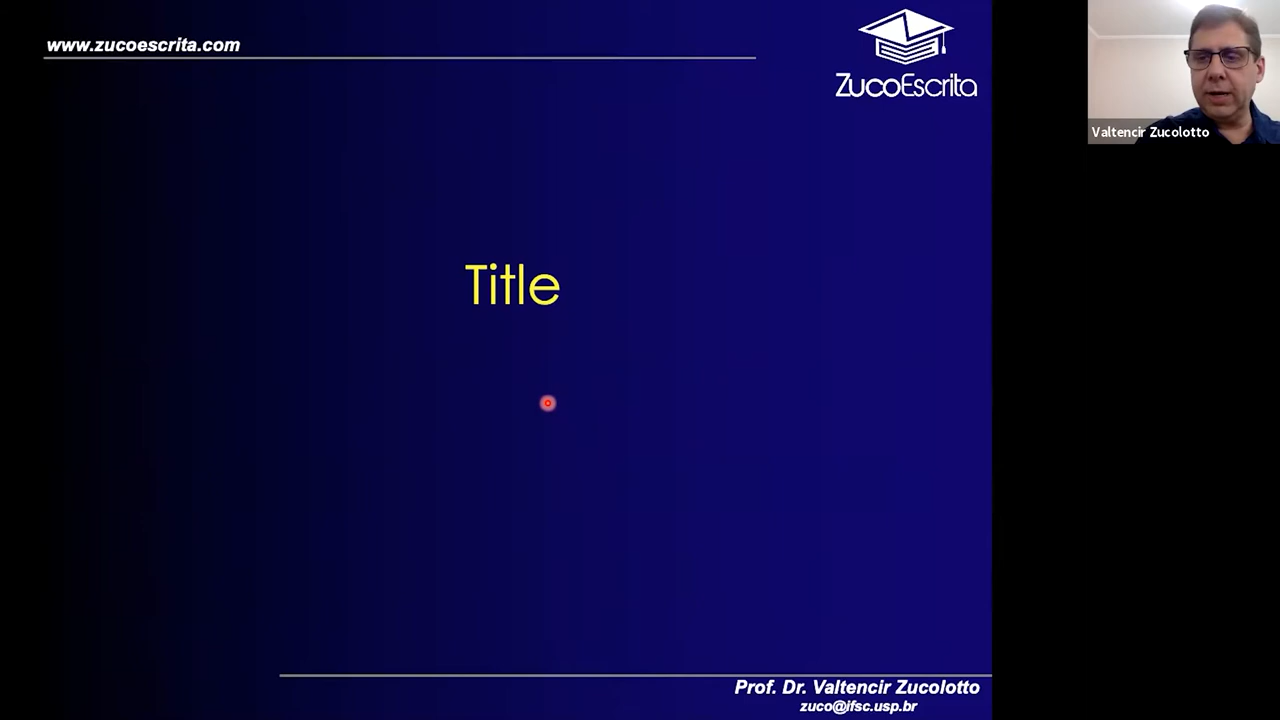 www.zucoescrita.com
ZucoEscrita
Valtencir Zucolotto
Title
Prof. Dr. Valtencir Zucolotto
zuco@ifsc.usp.br